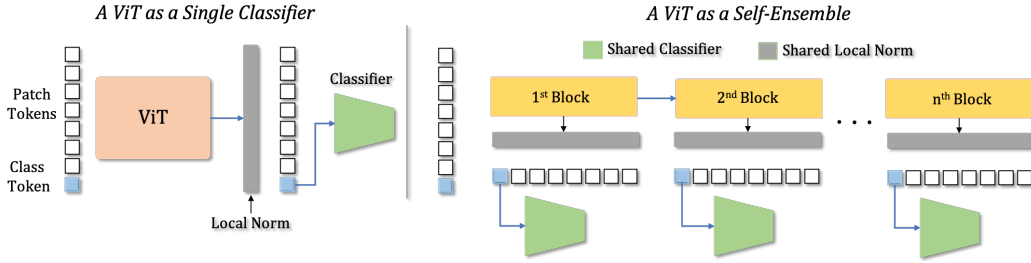 A ViT as a Single Classifier
Patch
Tokens
Class
Token
ViT
Local Norm
Classifier
A ViT as a Self-Ensemble
Shared Classifier
Shared Local Norm
1st Block
2nd Block
. . .
nth Block